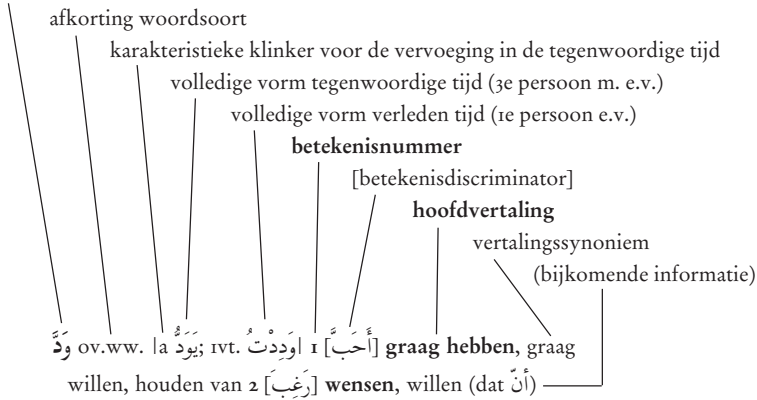 afkorting woordsoort
karakteristieke klinker voor de vervoeging in de tegenwoordige tijd
volledige vorm tegenwoordige tijd (3e persoon m. e.v.)
volledige vorm verleden tijd (1e persoon e.v.)
betekenisnummer
[betekenisdiscriminator]
hoofdvertaling
vertalingssynoniem
(bijkomende informatie)
وَدَّ ov.ww. |a يَوَدُّ; 1vt. اوَدِدْتُ| 1 [أَحَبَّ] graag hebben, graag
willen, houden van 2 [رَغِبَ] wensen, willen (dat أنّ)